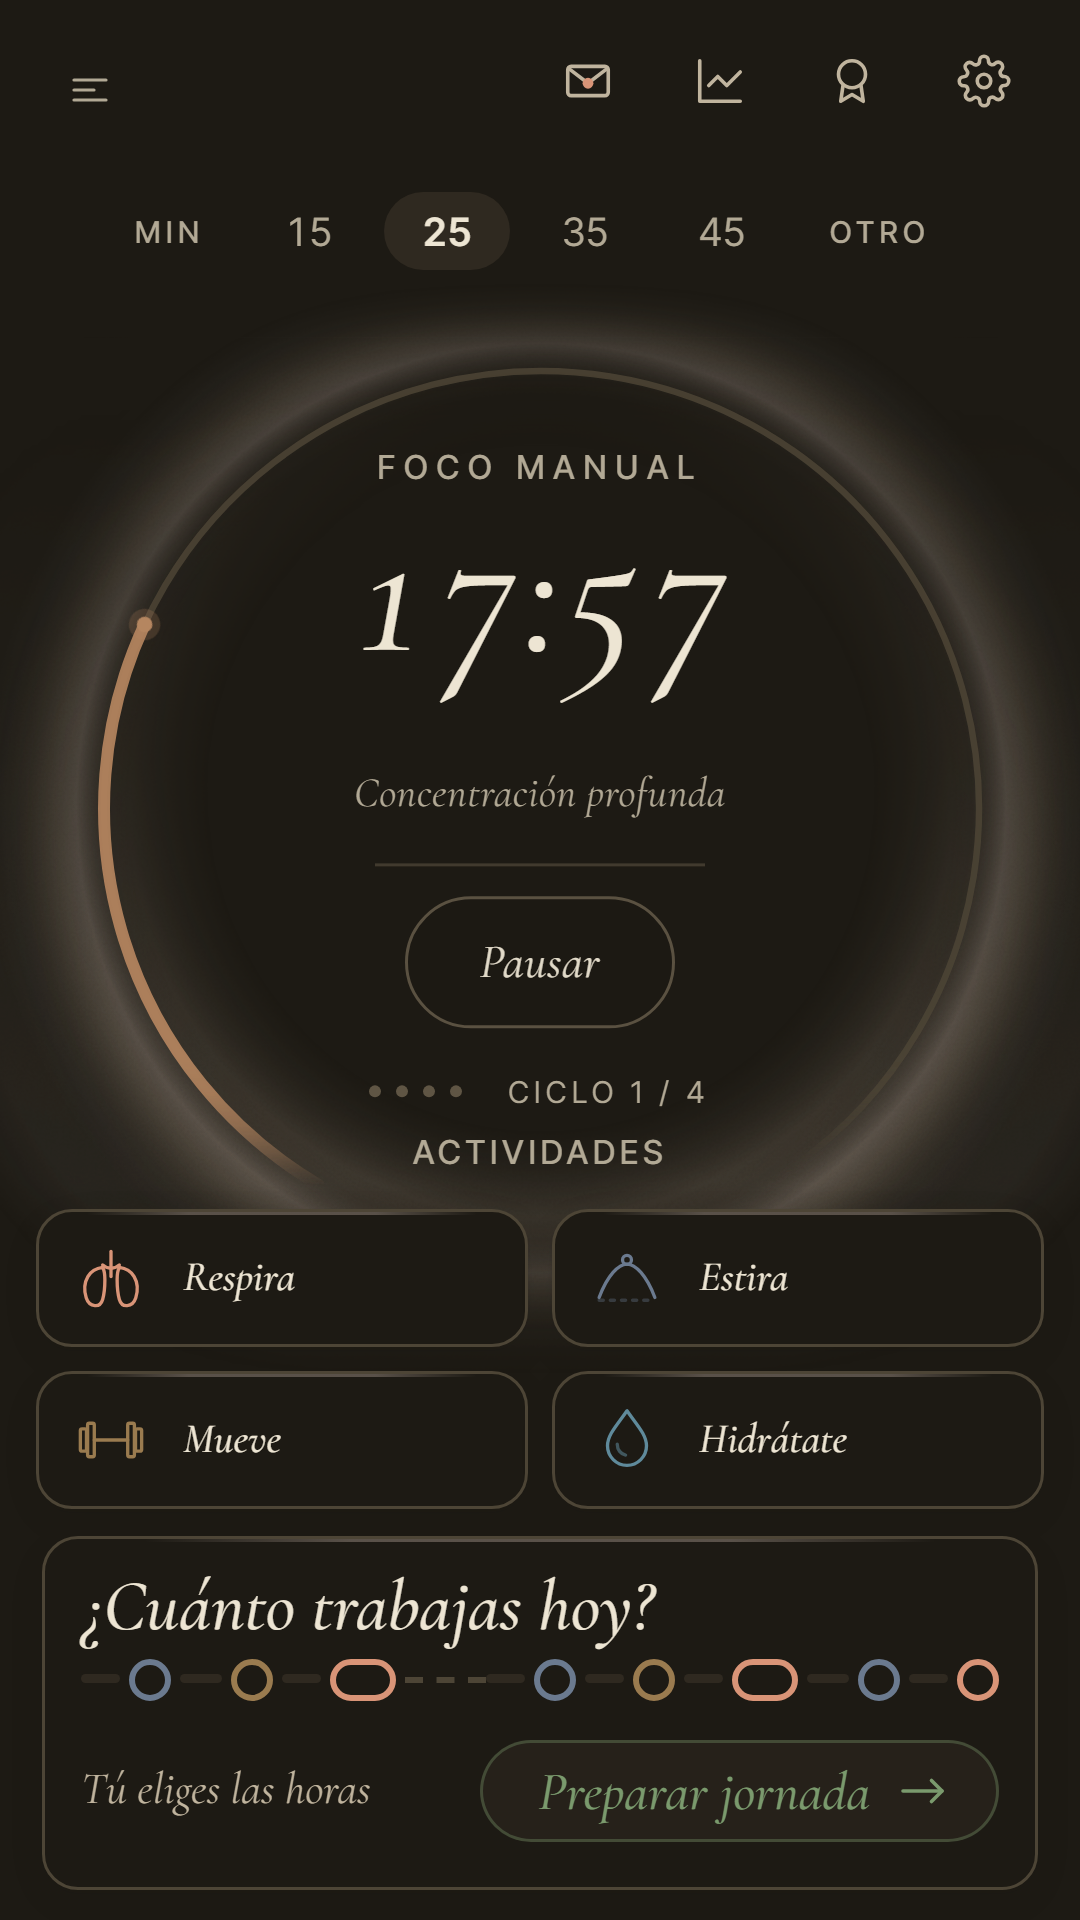 MIN 15 25 35 45 OTRO
FOCO MANUAL
17:57
Concentración profunda
Pausar
CICLO 1 / 4
ACTIVIDADES
Respira
Estira
Mueve
Hidrátate
¿Cuánto trabajas hoy?
Tú eliges las horas
Preparar jornada →